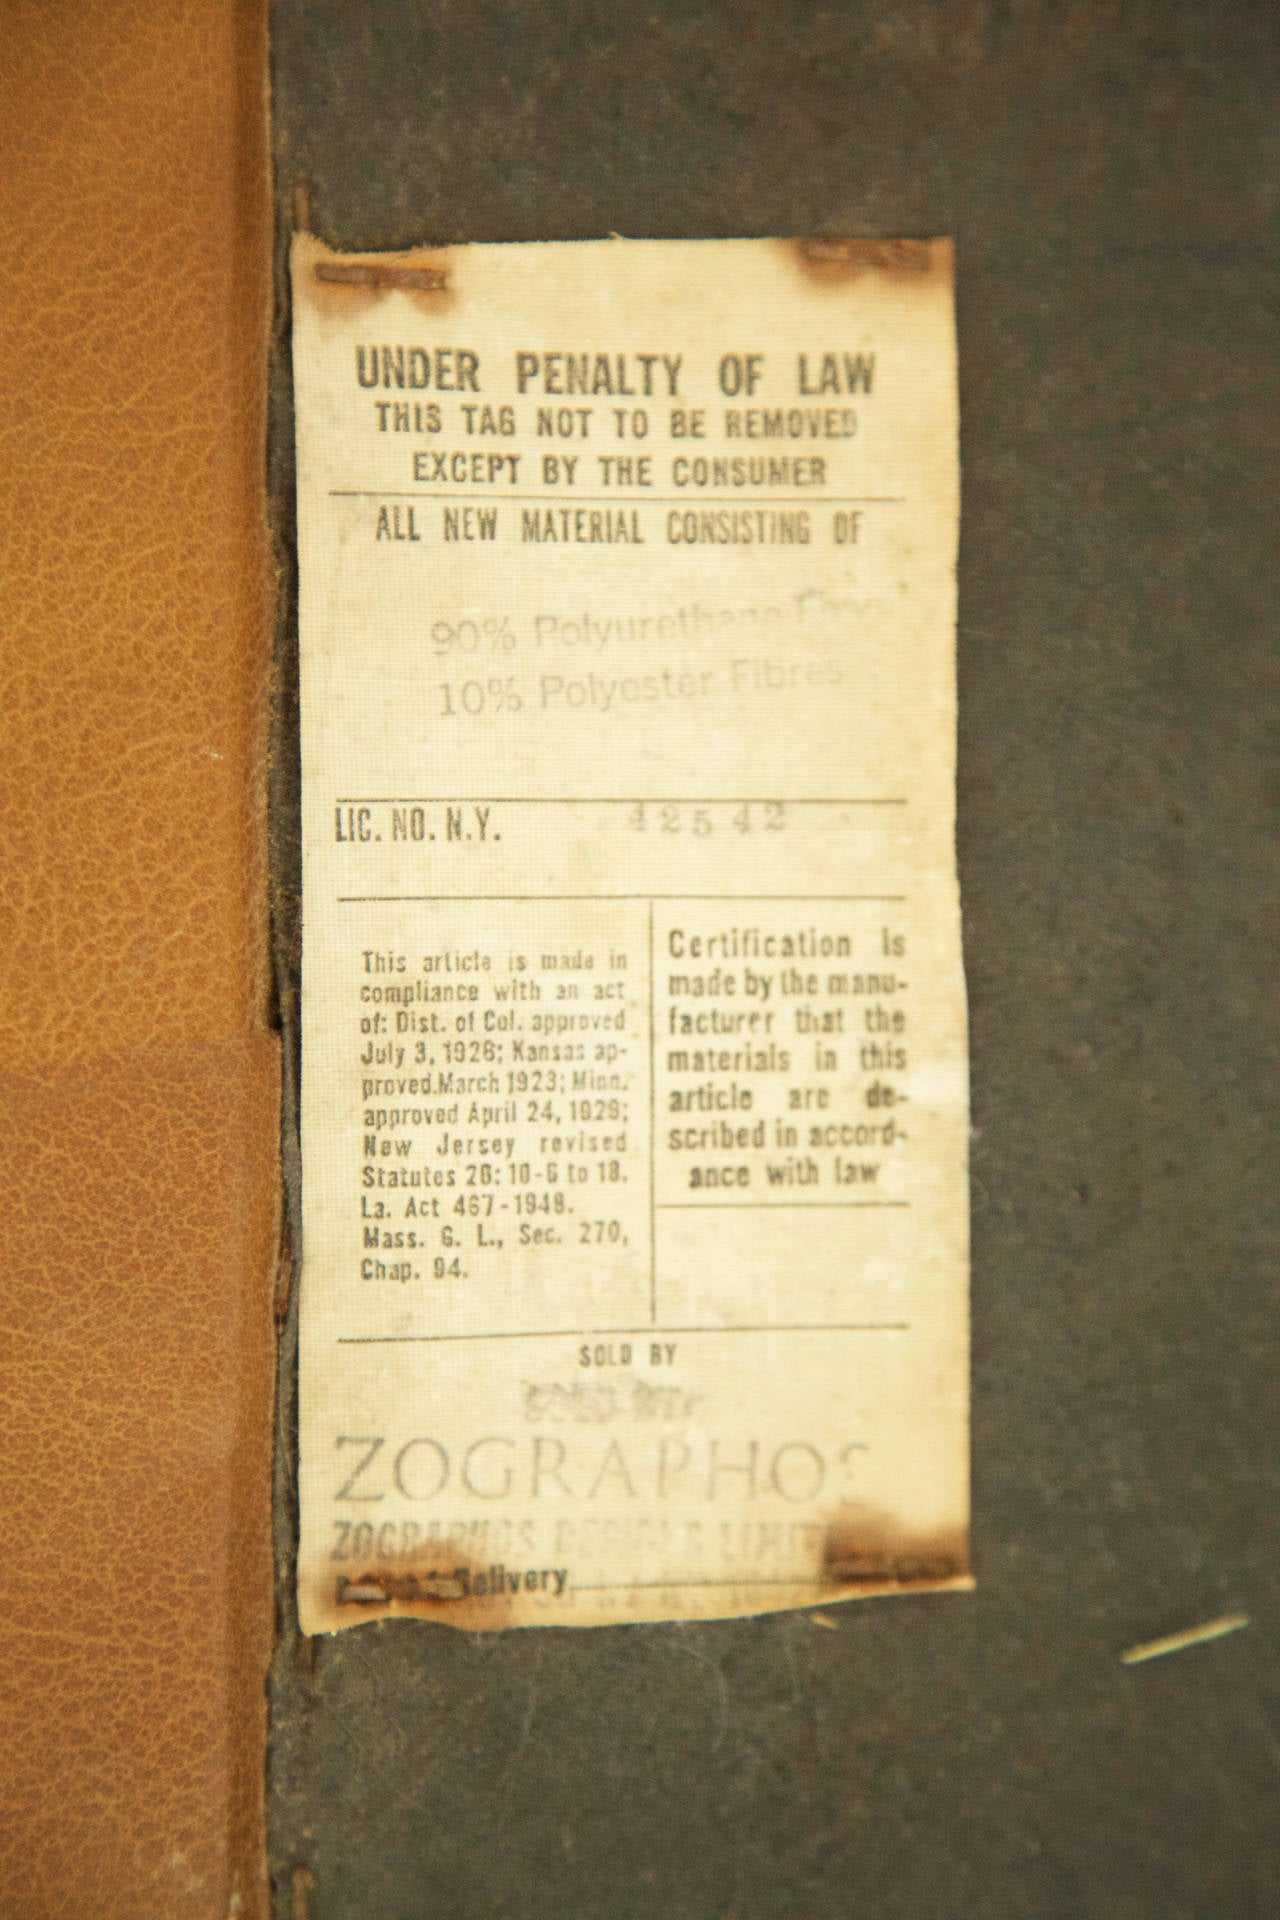 UNDER PENALTY OF LAW
THIS TAG NOT TO BE REMOVED
EXCEPT BY THE CONSUMER
ALL NEW MATERIAL CONSISTING OF
90% Polyurethane Foam
10% Polyester Fibres
LIC. NO. N.Y. 42542
This article is made in
compliance with an act
of: Dist. of Col. approved
July 3, 1926; Kansas ap-
proved March 1923; Minn.
approved April 24, 1929;
New Jersey revised
Statutes 26: 10-6 to 18.
La. Act 467-1948.
Mass. G. L., Sec. 270,
Chap. 94.
Certification is
made by the manu-
facturer that the
materials in this
article are de-
scribed in accord-
ance with law
SOLD BY
ZOGRAPHOS
ZOGRAPHOS DESIGNS LIMIT
Delivery